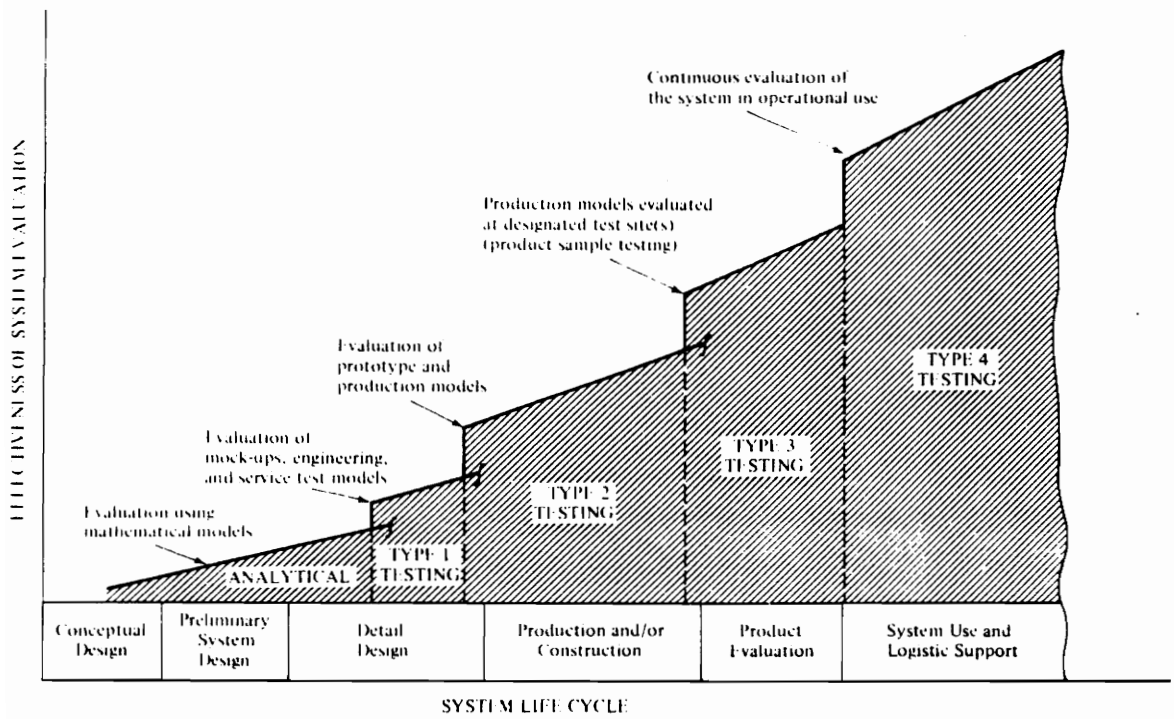 EFFECTIVENESS OF SYSTEM EVALUATION
Continuous evaluation of
the system in operational use
Production models evaluated
at designated test site(s)
(product sample testing)
Evaluation of
prototype and
production models
Evaluation of
mock-ups, engineering,
and service test models
Evaluation using
mathematical models
ANALYTICAL
TYPE 1
TESTING
TYPE 2
TESTING
TYPE 3
TESTING
TYPE 4
TESTING
Conceptual
Design
Preliminary
System
Design
Detail
Design
Production and/or
Construction
Product
Evaluation
System Use and
Logistic Support
SYSTEM LIFE CYCLE